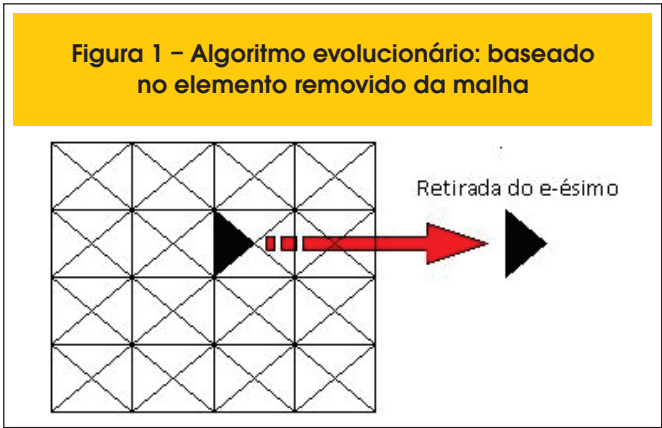 Figura 1 – Algoritmo evolucionário: baseado
no elemento removido da malha
Retirada do e-ésimo